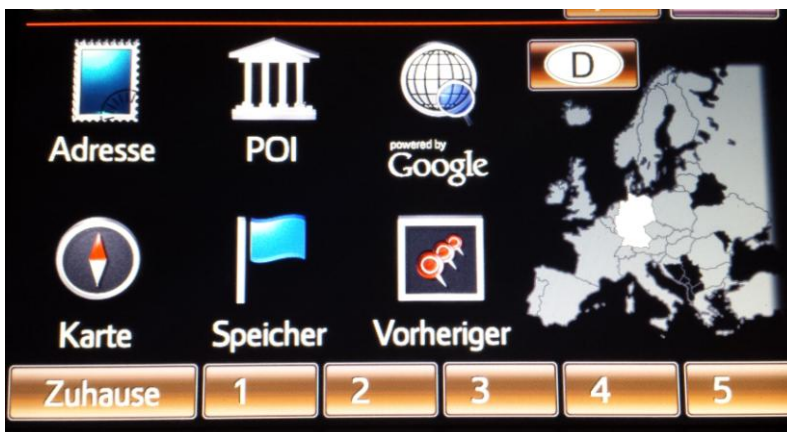 D
Adresse
POI
powered by
Google
Karte
Speicher
Vorheriger
Zuhause
1
2
3
4
5